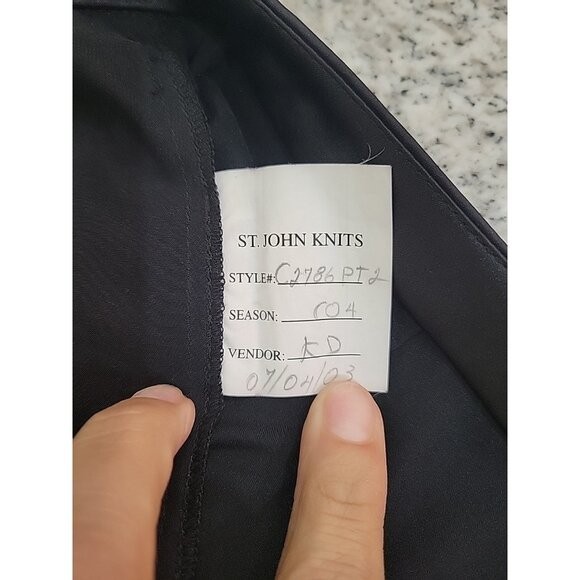 ST. JOHN KNITS
STYLE#: C2786PT2
SEASON: C04
VENDOR: KD
07/04/03